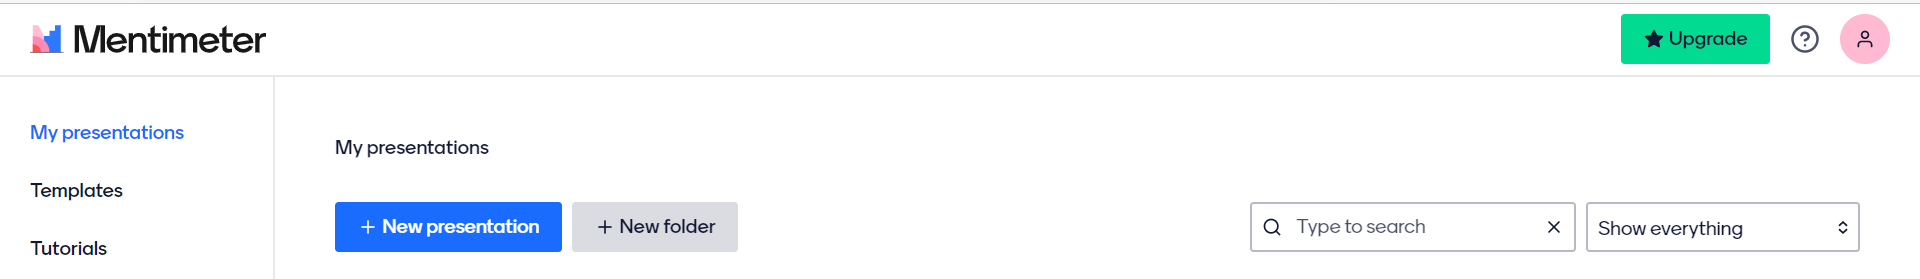 Mentimeter
Upgrade
My presentations
Templates
Tutorials
My presentations
+ New presentation
+ New folder
Type to search
Show everything